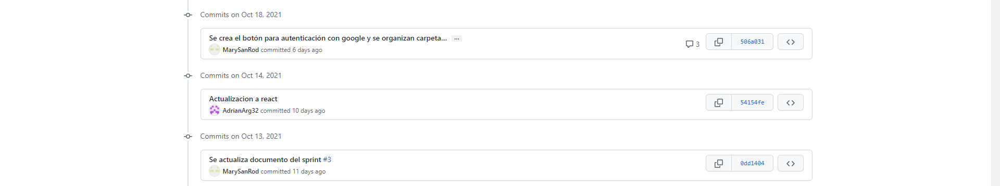 Commits on Oct 18, 2021
Se crea el botón para autenticación con google y se organizan carpeta... ...
MarySanRod committed 6 days ago
3
506a031
Commits on Oct 14, 2021
Actualizacion a react
AdrianArg32 committed 10 days ago
54154fe
Commits on Oct 13, 2021
Se actualiza documento del sprint #3
MarySanRod committed 11 days ago
0dd1404